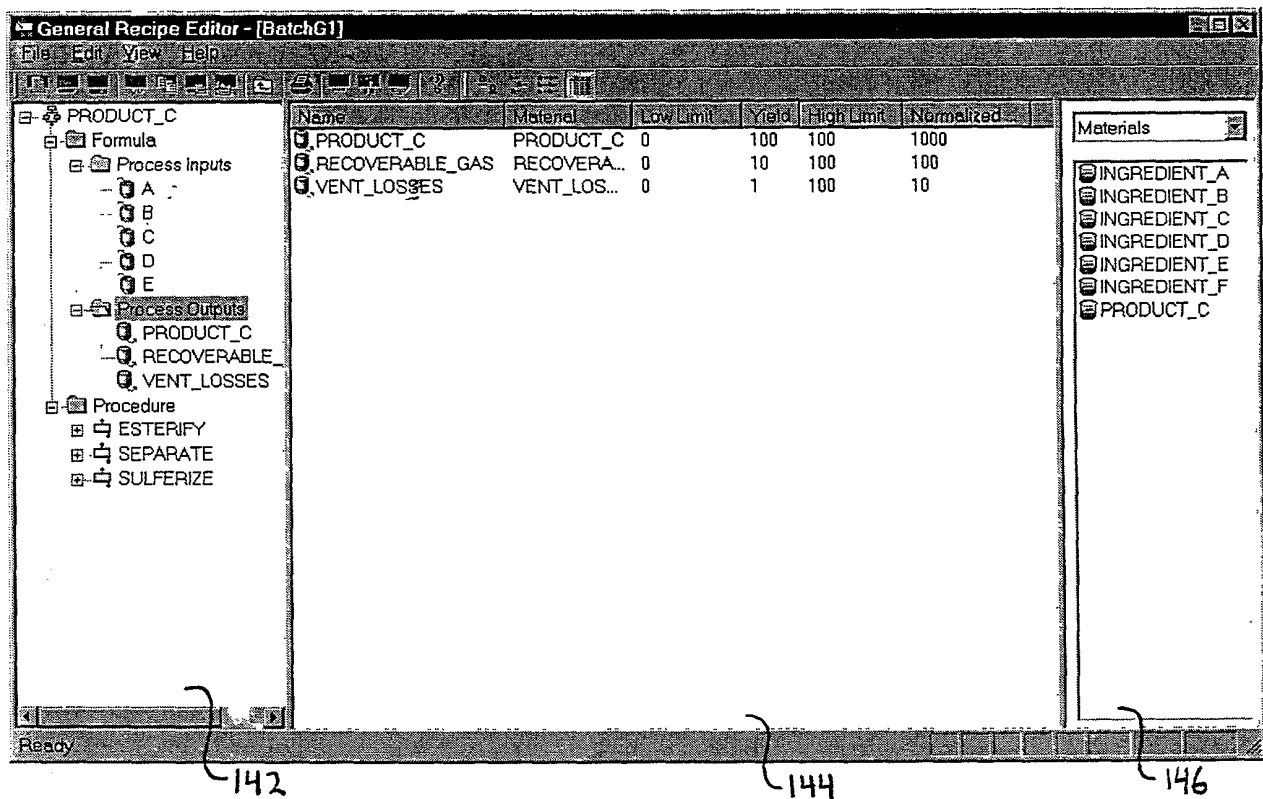 General Recipe Editor - [BatchG1]
File Edit View Help
PRODUCT_C
Formula
Process Inputs
A
B
C
D
E
Process Outputs
PRODUCT_C
RECOVERABLE_
VENT_LOSSES
Procedure
ESTERIFY
SEPARATE
SULFERIZE
Name Material Low Limit Yield High Limit Normalized
PRODUCT_C PRODUCT_C 0 100 100 1000
RECOVERABLE_GAS RECOVERA... 0 10 100 100
VENT_LOSSES VENT_LOS... 0 1 100 10
Materials
INGREDIENT_A
INGREDIENT_B
INGREDIENT_C
INGREDIENT_D
INGREDIENT_E
INGREDIENT_F
PRODUCT_C
Ready
142
144
146